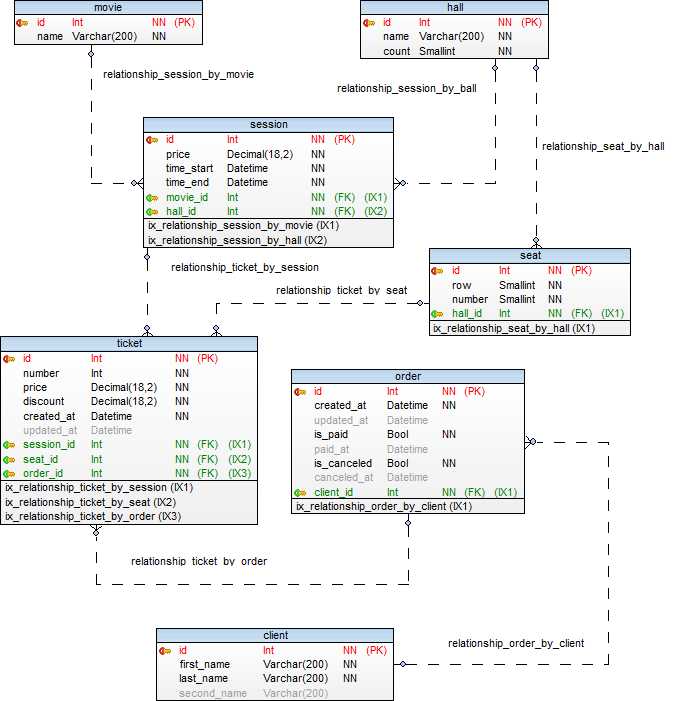 movie
id Int NN (PK)
name Varchar(200) NN
hall
id Int NN (PK)
name Varchar(200) NN
count Smallint NN
relationship_session_by_movie
relationship_session_by_ball
relationship_seat_by_hall
session
id Int NN (PK)
price Decimal(18,2) NN
time_start Datetime NN
time_end Datetime NN
movie_id Int NN (FK) (IX1)
hall_id Int NN (FK) (IX2)
ix_relationship_session_by_movie (IX1)
ix_relationship_session_by_hall (IX2)
relationship_ticket_by_session
relationship_ticket_by_seat
seat
id Int NN (PK)
row Smallint NN
number Smallint NN
hall_id Int NN (FK) (IX1)
ix_relationship_seat_by_hall (IX1)
ticket
id Int NN (PK)
number Int NN
price Decimal(18,2) NN
discount Decimal(18,2) NN
created_at Datetime NN
updated_at Datetime
session_id Int NN (FK) (IX1)
seat_id Int NN (FK) (IX2)
order_id Int NN (FK) (IX3)
ix_relationship_ticket_by_session (IX1)
ix_relationship_ticket_by_seat (IX2)
ix_relationship_ticket_by_order (IX3)
order
id Int NN (PK)
created_at Datetime NN
updated_at Datetime
is_paid Bool NN
paid_at Datetime
is_canceled Bool NN
canceled_at Datetime
client_id Int NN (FK) (IX1)
ix_relationship_order_by_client (IX1)
relationship_ticket_by_order
relationship_order_by_client
client
id Int NN (PK)
first_name Varchar(200) NN
last_name Varchar(200) NN
second_name Varchar(200)